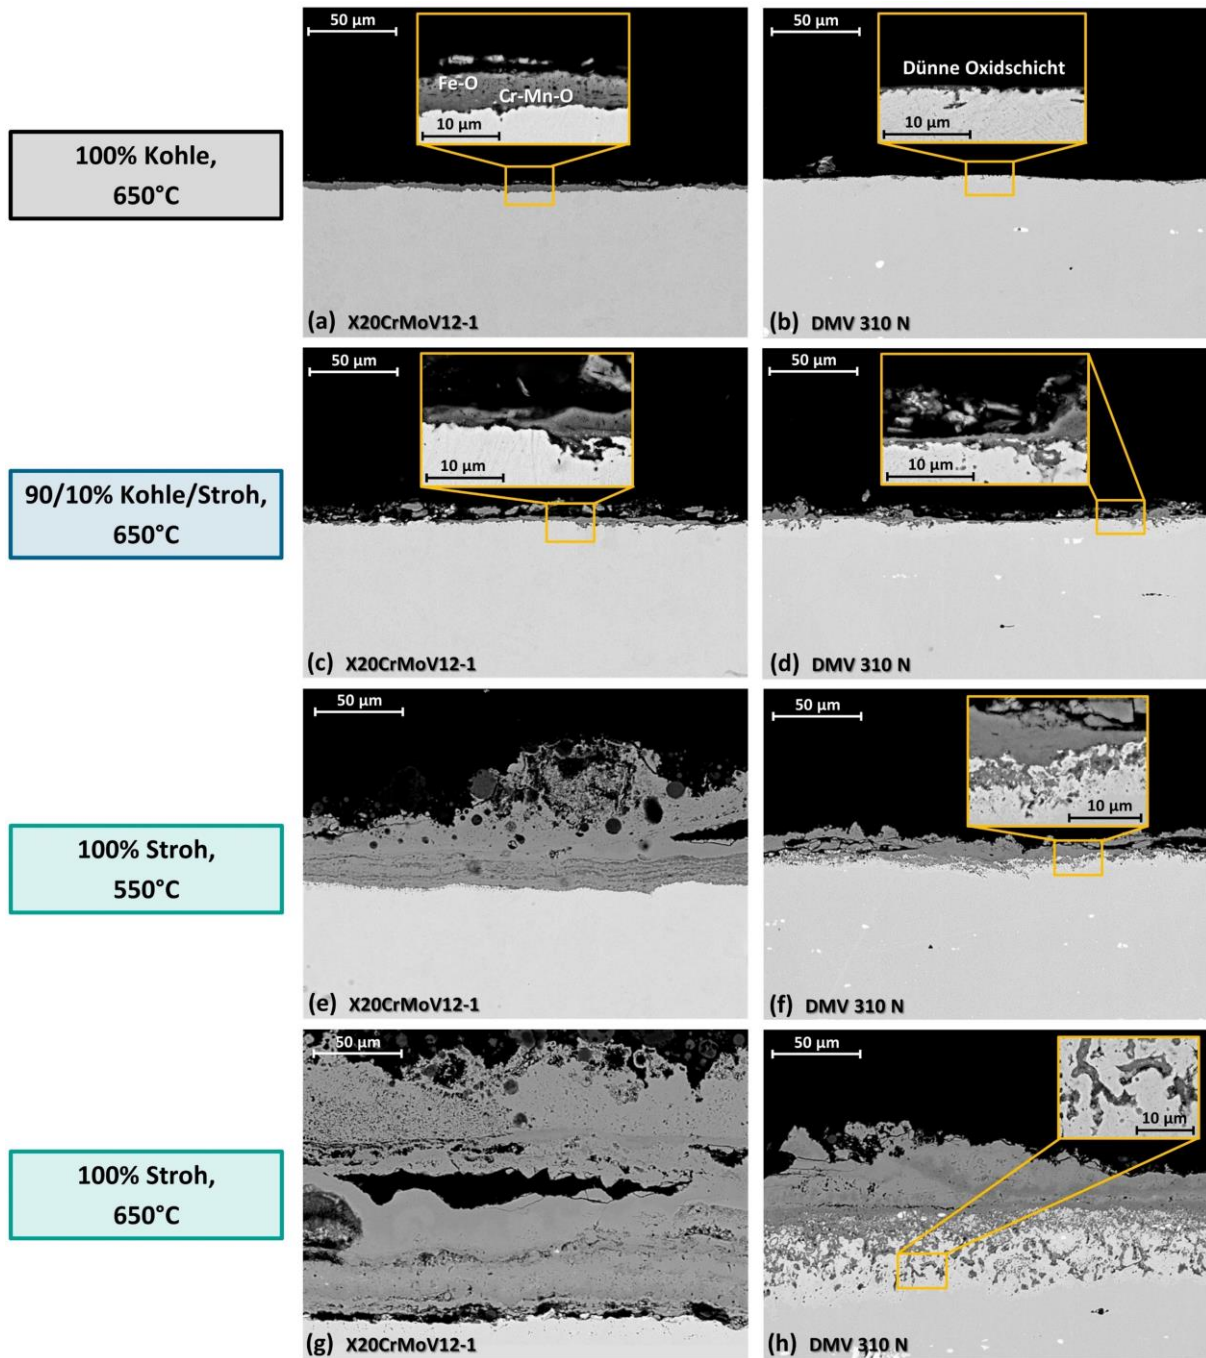 100% Kohle,
650°C
50 µm
Fe-O
Cr-Mn-O
10 µm
(a) X20CrMoV12-1
50 µm
Dünne Oxidschicht
10 µm
(b) DMV 310 N
90/10% Kohle/Stroh,
650°C
50 µm
10 µm
(c) X20CrMoV12-1
50 µm
10 µm
(d) DMV 310 N
100% Stroh,
550°C
50 µm
(e) X20CrMoV12-1
50 µm
10 µm
(f) DMV 310 N
100% Stroh,
650°C
50 µm
(g) X20CrMoV12-1
50 µm
10 µm
(h) DMV 310 N